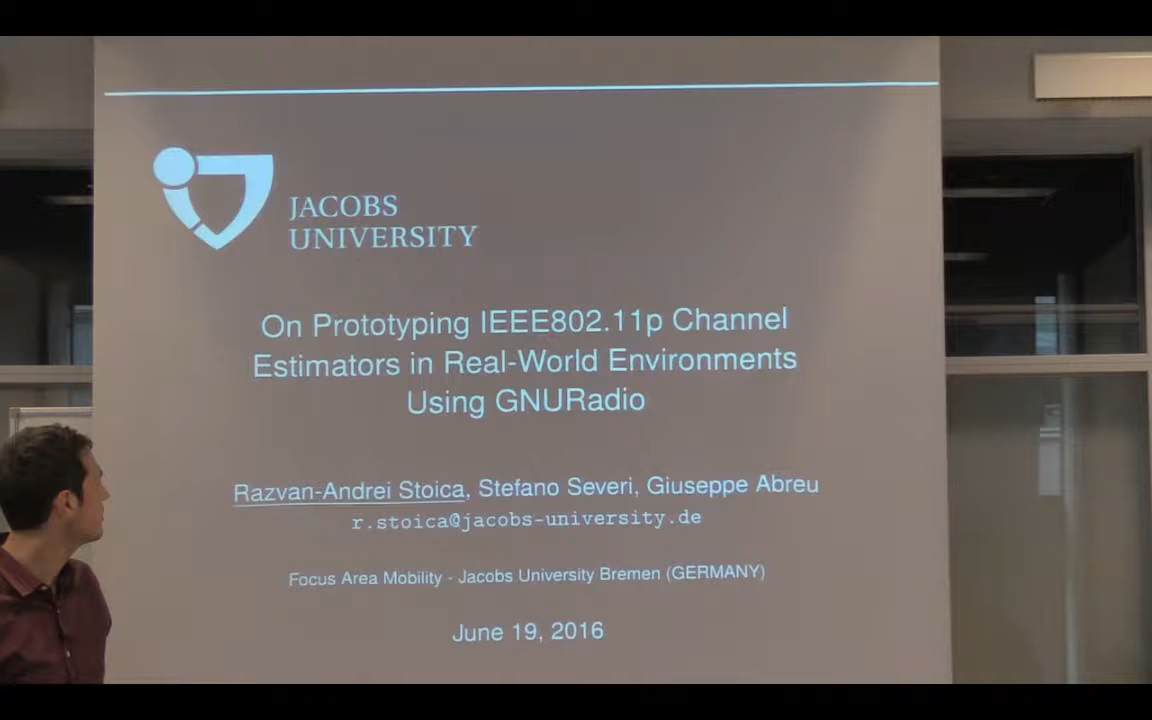 JACOBS
UNIVERSITY
On Prototyping IEEE802.11p Channel
Estimators in Real-World Environments
Using GNURadio
Razvan-Andrei Stoica, Stefano Severi, Giuseppe Abreu
r.stoica@jacobs-university.de
Focus Area Mobility - Jacobs University Bremen (GERMANY)
June 19, 2016